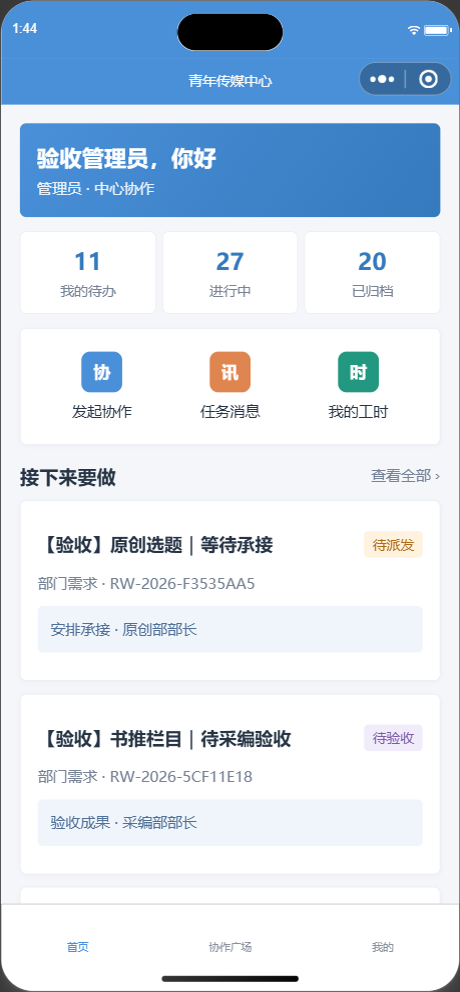 1:44
青年传媒中心
验收管理员，你好
管理员 · 中心协作
11
我的待办
27
进行中
20
已归档
协
发起协作
讯
任务消息
时
我的工时
接下来要做
查看全部 ›
【验收】原创选题｜等待承接
待派发
部门需求 · RW-2026-F3535AA5
安排承接 · 原创部部长
【验收】书推栏目｜待采编验收
待验收
部门需求 · RW-2026-5CF11E18
验收成果 · 采编部部长
首页
协作广场
我的